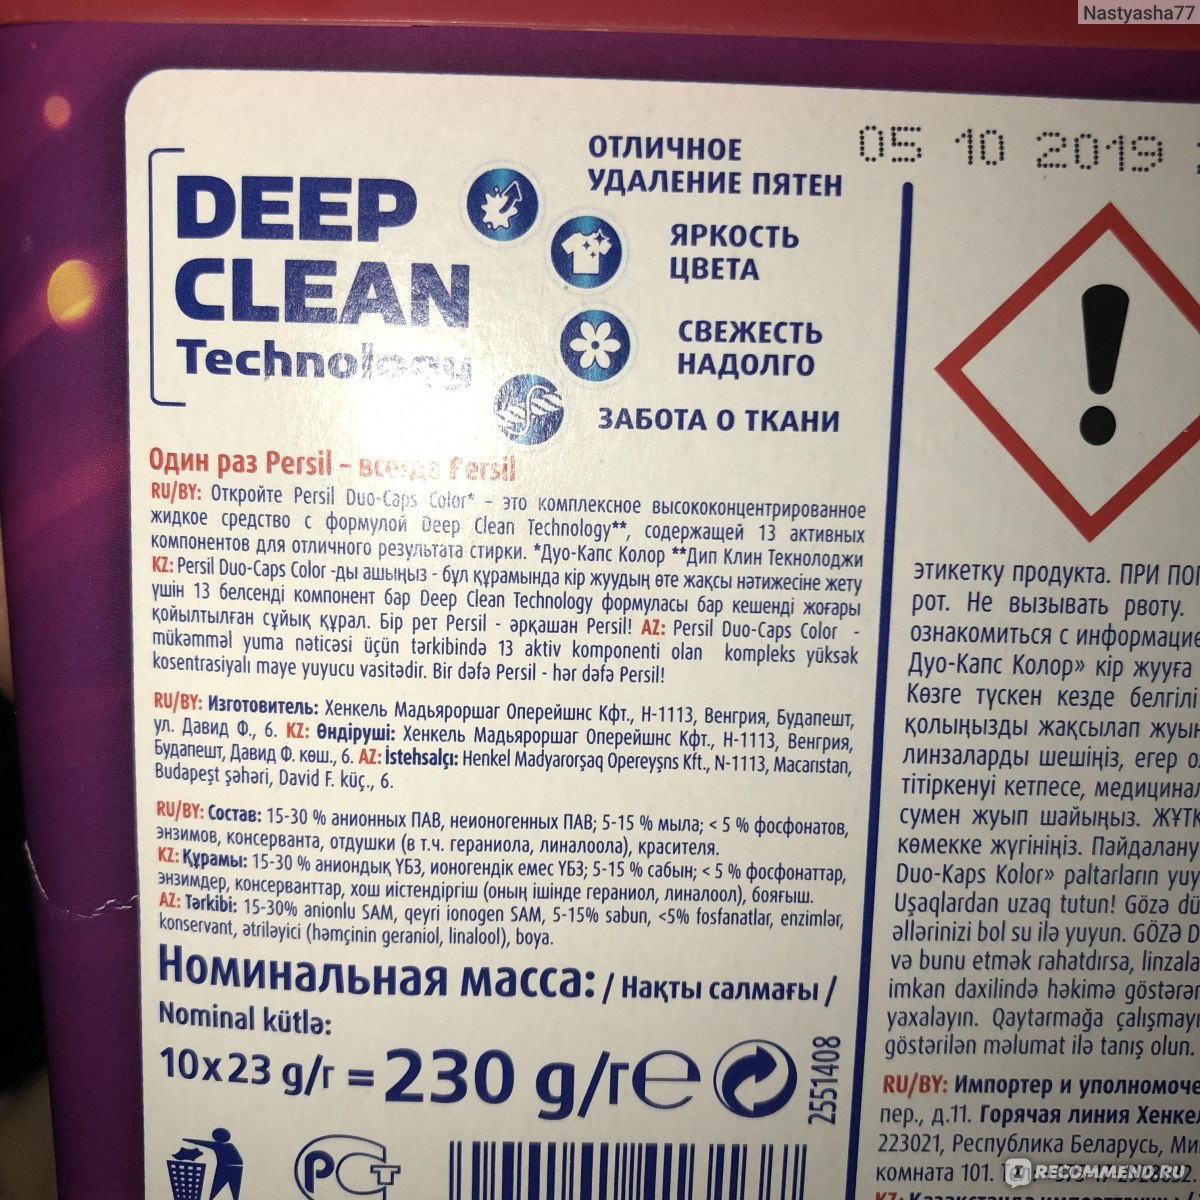 Nastyasha77
05 10 2019
DEEP
CLEAN
Technology
ОТЛИЧНОЕ
УДАЛЕНИЕ ПЯТЕН
ЯРКОСТЬ
ЦВЕТА
СВЕЖЕСТЬ
НАДОЛГО
ЗАБОТА О ТКАНИ
Один раз Persil – всегда Persil
RU/BY: Откройте Persil Duo-Caps Color* – это комплексное высококонцентрированное
жидкое средство с формулой Deep Clean Technology**, содержащей 13 активных
компонентов для отличного результата стирки. *Дуо-Капс Колор **Дип Клин Текнолоджи
KZ: Persil Duo-Caps Color -ды ашыңыз - бұл құрамында кір жуудың өте жақсы нәтижесіне жету
үшін 13 белсенді компонент бар Deep Clean Technology формуласы бар кешенді жоғары
қойылтылған сұйық құрал. Бір рет Persil - әрқашан Persil! AZ: Persil Duo-Caps Color -
mükəmməl yuma nəticəsi üçün tərkibində 13 aktiv komponenti olan kompleks yüksək
kosentrasiyalı maye yuyucu vasitədir. Bir dəfə Persil - hər dəfə Persil!
RU/BY: Изготовитель: Хенкель Мадьяроршаг Оперейшнс Кфт., H-1113, Венгрия, Будапешт,
ул. Давид Ф., 6. KZ: Өндіруші: Хенкель Мадьяроршаг Оперейшнс Кфт., H-1113, Венгрия,
Будапешт, Давид Ф. көш., 6. AZ: İstehsalçı: Henkel Madyarorşaq Opereyşns Kft., N-1113, Macarıstan,
Budapeşt şəhəri, David F. küç., 6.
RU/BY: Состав: 15-30 % анионных ПАВ, неионогенных ПАВ; 5-15 % мыла; < 5 % фосфонатов,
энзимов, консерванта, отдушки (в т.ч. гераниола, линалоола), красителя.
KZ: Құрамы: 15-30 % аниондық ҮБЗ, ионогендік емес ҮБЗ; 5-15 % сабын; < 5 % фосфонаттар,
энзимдер, консерванттар, хош иістендіргіш (оның ішінде гераниол, линалоол), бояғыш.
AZ: Tərkibi: 15-30% anionlu SAM, qeyri ionogen SAM, 5-15% sabun, <5% fosfanatlar, enzimlər,
konservant, ətriləyici (həmçinin geraniol, linalool), boya.
Номинальная масса: / Нақты салмағы /
Nominal kütlə:
10x23 g/г = 230 g/г e
2551408
этикетку продукта. ПРИ
рот. Не вызывать рвоту.
ознакомиться с
Дуо-Капс Колор» кір жууға
Көзге түскен кезде белгілі
қолыңызды жақсылап
линзаларды шешіңіз, егер
тітіркенуі кетпесе,
сумен жуып шайыңыз.
көмекке жүгініңіз. Пайдалану
Duo-Kaps Kolor» paltarların
Uşaqlardan uzaq tutun! Gözə
əllərinizi bol su ilə yuyun. GÖZƏ
və bunu etmək rahatdırsa,
imkan daxilində həkimə
yaxalayın. Qaytarmağa
göstərilən məlumat ilə tanış olun.
RU/BY: Импортер и
пер., д.11. Горячая линия
223021, Республика Беларусь,
комната 101.
РСТ
RECOMMEND.RU